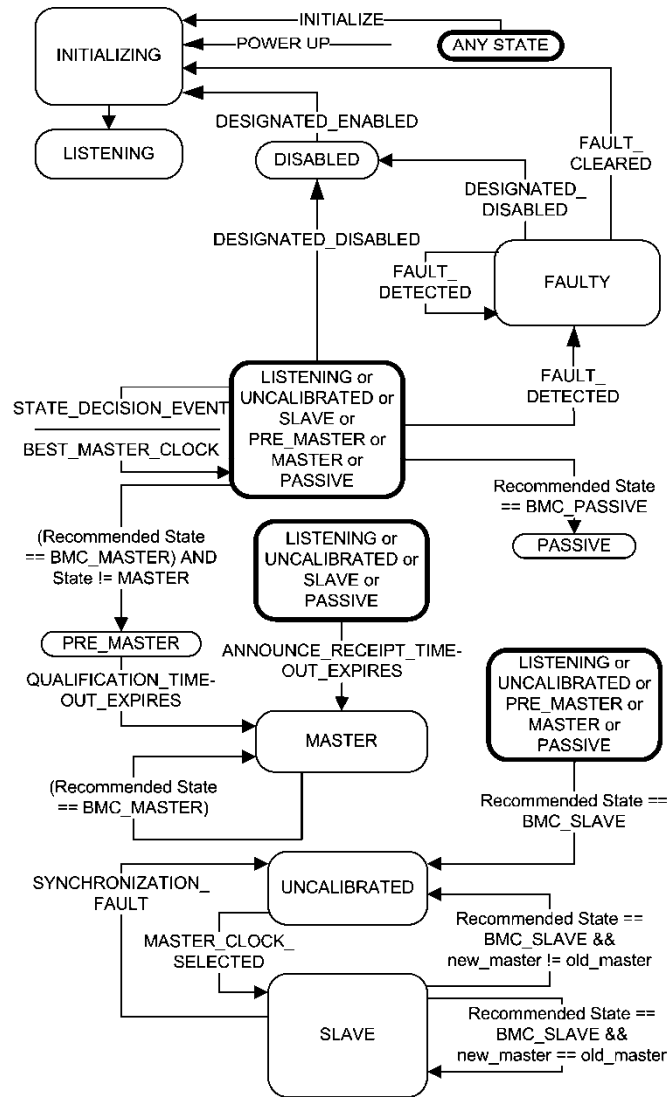 INITIALIZE
ANY STATE
POWER UP
INITIALIZING
DESIGNATED_ENABLED
FAULT_
CLEARED
LISTENING
DISABLED
DESIGNATED_
DISABLED
DESIGNATED_DISABLED
FAULT_
DETECTED
FAULTY
LISTENING or
UNCALIBRATED or
SLAVE or
PRE_MASTER or
MASTER or
PASSIVE
FAULT_
DETECTED
STATE_DECISION_EVENT
BEST_MASTER_CLOCK
Recommended State
== BMC_PASSIVE
PASSIVE
(Recommended State
== BMC_MASTER) AND
State != MASTER
LISTENING or
UNCALIBRATED or
SLAVE or
PASSIVE
PRE_MASTER
ANNOUNCE_RECEIPT_TIME-
OUT_EXPIRES
QUALIFICATION_TIME-
OUT_EXPIRES
LISTENING or
UNCALIBRATED or
PRE_MASTER or
MASTER or
PASSIVE
MASTER
(Recommended State
== BMC_MASTER)
Recommended State ==
BMC_SLAVE
SYNCHRONIZATION_
FAULT
UNCALIBRATED
MASTER_CLOCK_
SELECTED
Recommended State ==
BMC_SLAVE &&
new_master != old_master
SLAVE
Recommended State ==
BMC_SLAVE &&
new_master == old_master